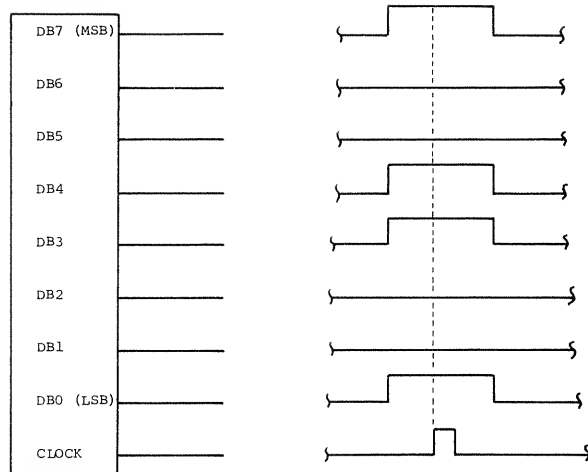 DB7 (MSB)
DB6
DB5
DB4
DB3
DB2
DB1
DB0 (LSB)
CLOCK